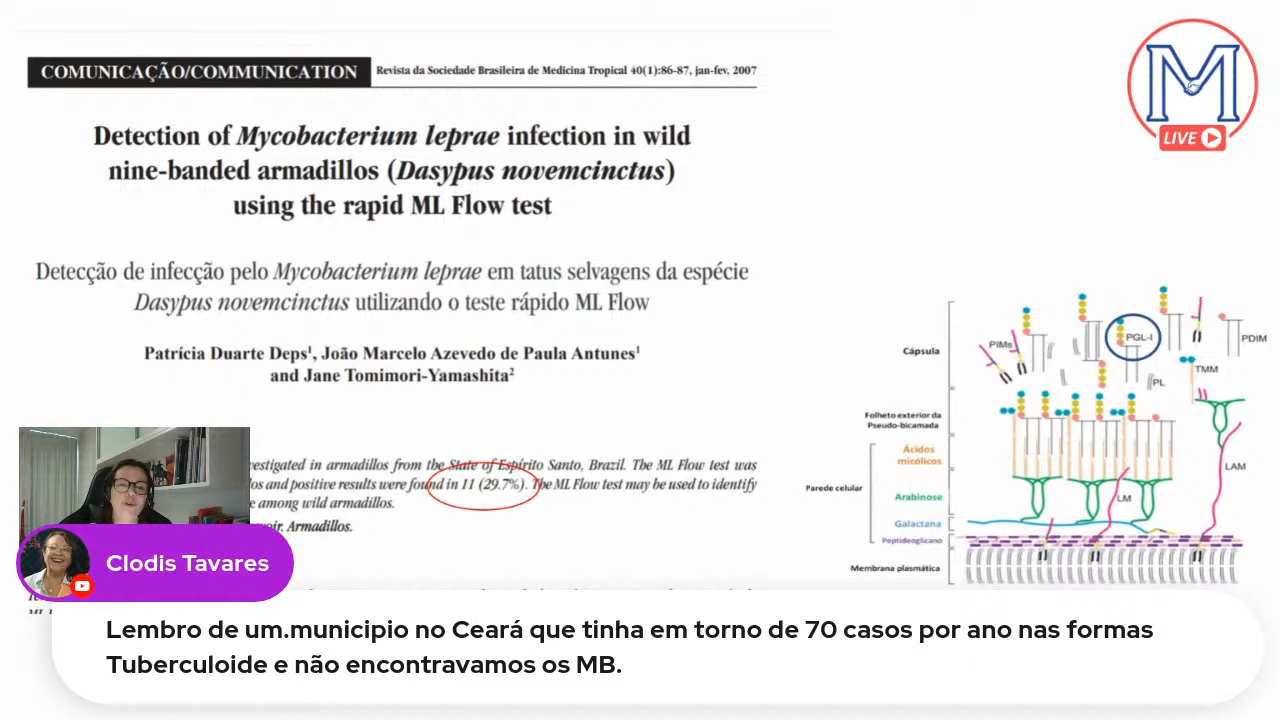 COMUNICAÇÃO/COMMUNICATION
Revista da Sociedade Brasileira de Medicina Tropical 40(1):86-87, jan-fev, 2007
Detection of Mycobacterium leprae infection in wild
nine-banded armadillos (Dasypus novemcinctus)
using the rapid ML Flow test
Detecção de infecção pelo Mycobacterium leprae em tatus selvagens da espécie
Dasypus novemcinctus utilizando o teste rápido ML Flow
Patrícia Duarte Deps¹, João Marcelo Azevedo de Paula Antunes¹
and Jane Tomimori-Yamashita²
investigated in armadillos from the State of Espírito Santo, Brazil. The ML Flow test was
and positive results were found in 11 (29.7%). The ML Flow test may be used to identify
among wild armadillos.
Armadillos.
M
LIVE
Cápsula
PIMs
PGL-I
PDIM
TMM
PL
Folheto exterior da
Pseudo-bicamada
Ácidos
micólicos
LAM
Parede celular
Arabinose
LM
Galactana
Peptideoglicano
Membrana plasmática
Clodis Tavares
Lembro de um.municipio no Ceará que tinha em torno de 70 casos por ano nas formas
Tuberculoide e não encontravamos os MB.